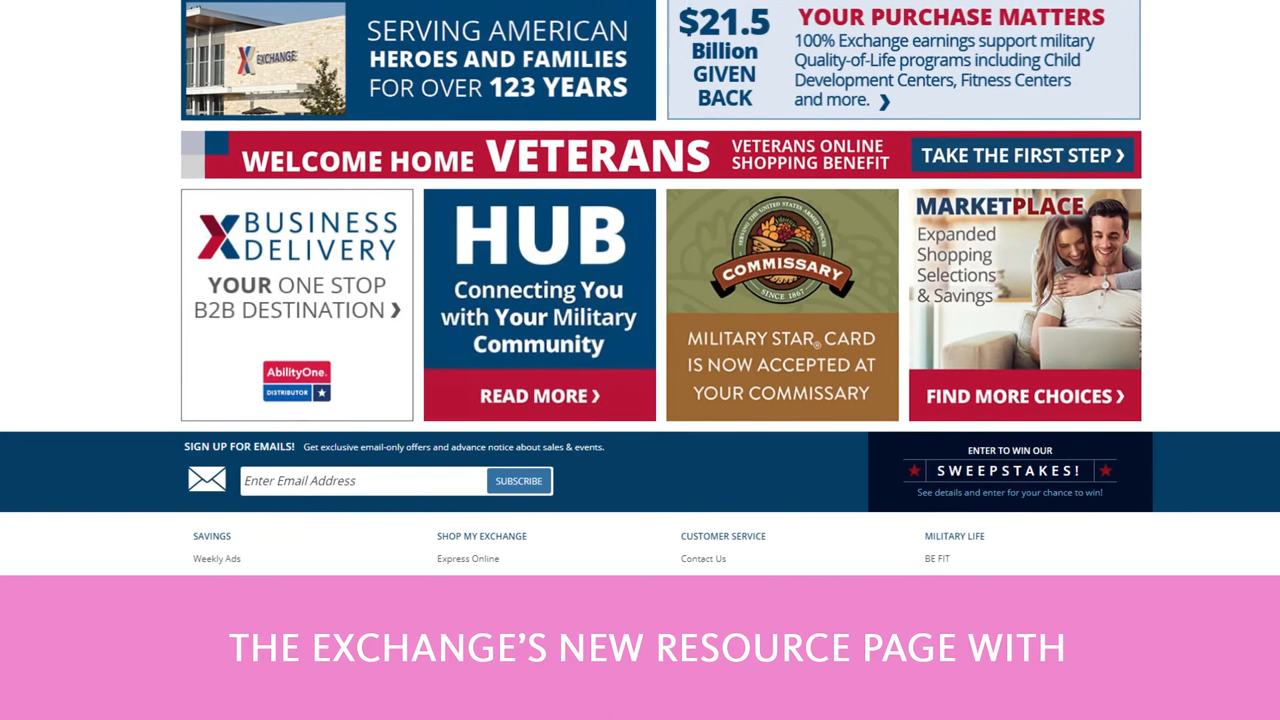 EXCHANGE
SERVING AMERICAN
HEROES AND FAMILIES
FOR OVER 123 YEARS
$21.5
Billion
GIVEN
BACK
YOUR PURCHASE MATTERS
100% Exchange earnings support military
Quality-of-Life programs including Child
Development Centers, Fitness Centers
and more. ❯
WELCOME HOME VETERANS
VETERANS ONLINE
SHOPPING BENEFIT
TAKE THE FIRST STEP ❯
X BUSINESS
DELIVERY
YOUR ONE STOP
B2B DESTINATION ❯
AbilityOne.
DISTRIBUTOR
HUB
Connecting You
with Your Military
Community
READ MORE ❯
SERVING THE UNITED STATES ARMED FORCES
COMMISSARY
SINCE 1867
MILITARY STAR® CARD
IS NOW ACCEPTED AT
YOUR COMMISSARY
MARKETPLACE
Expanded
Shopping
Selections
& Savings
FIND MORE CHOICES ❯
SIGN UP FOR EMAILS! Get exclusive email-only offers and advance notice about sales & events.
Enter Email Address
SUBSCRIBE
ENTER TO WIN OUR
SWEEPSTAKES!
See details and enter for your chance to win!
SAVINGS
Weekly Ads
SHOP MY EXCHANGE
Express Online
CUSTOMER SERVICE
Contact Us
MILITARY LIFE
BE FIT
THE EXCHANGE'S NEW RESOURCE PAGE WITH